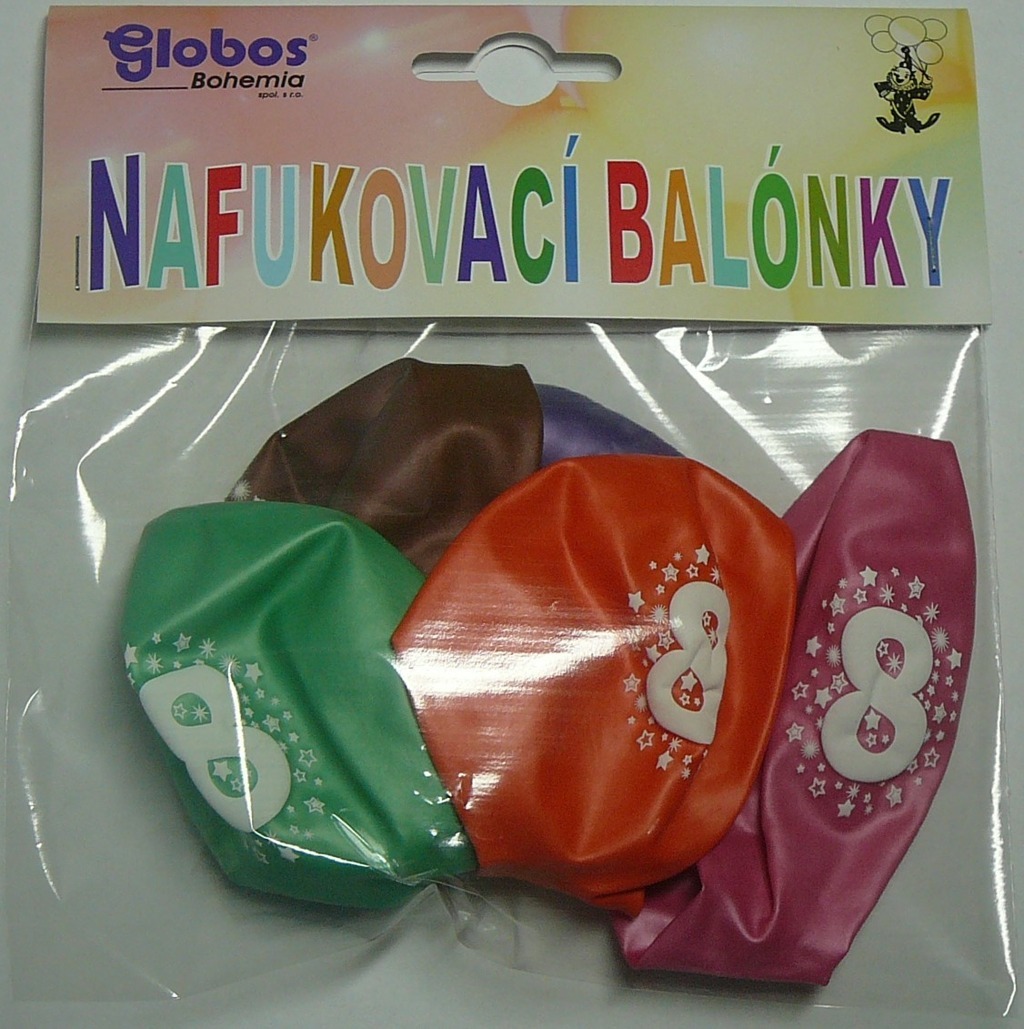 Globos®
Bohemia
spol. s r.o.
NAFUKOVACÍ BALÓNKY
8
8
8